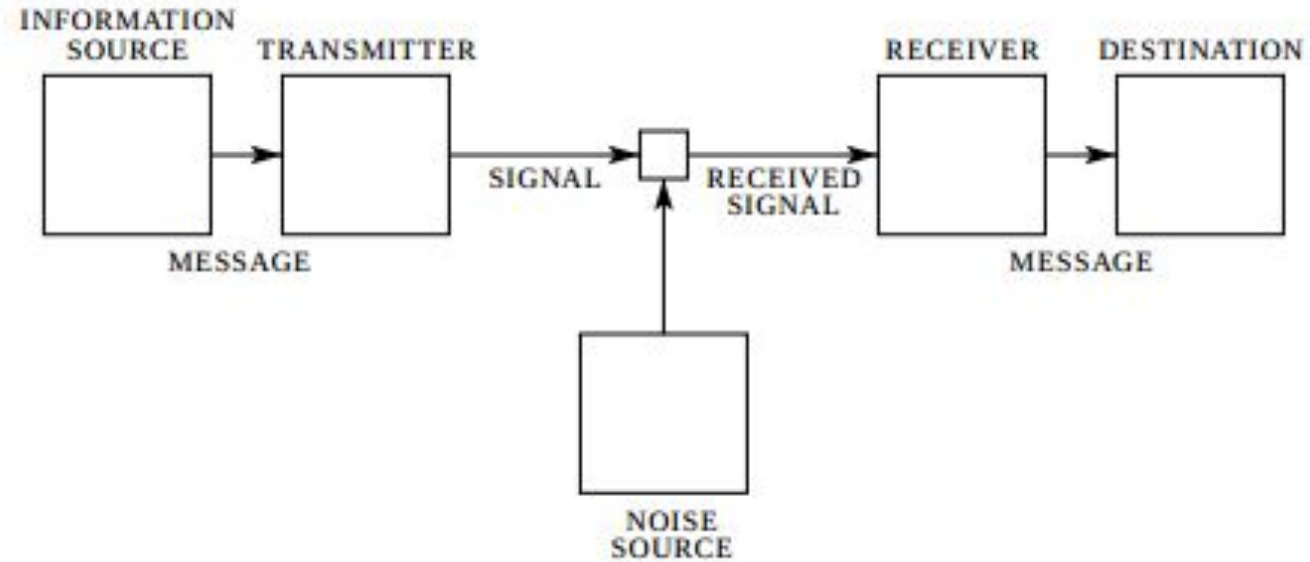 INFORMATION
SOURCE
TRANSMITTER
RECEIVER
DESTINATION
SIGNAL
RECEIVED
SIGNAL
MESSAGE
MESSAGE
NOISE
SOURCE